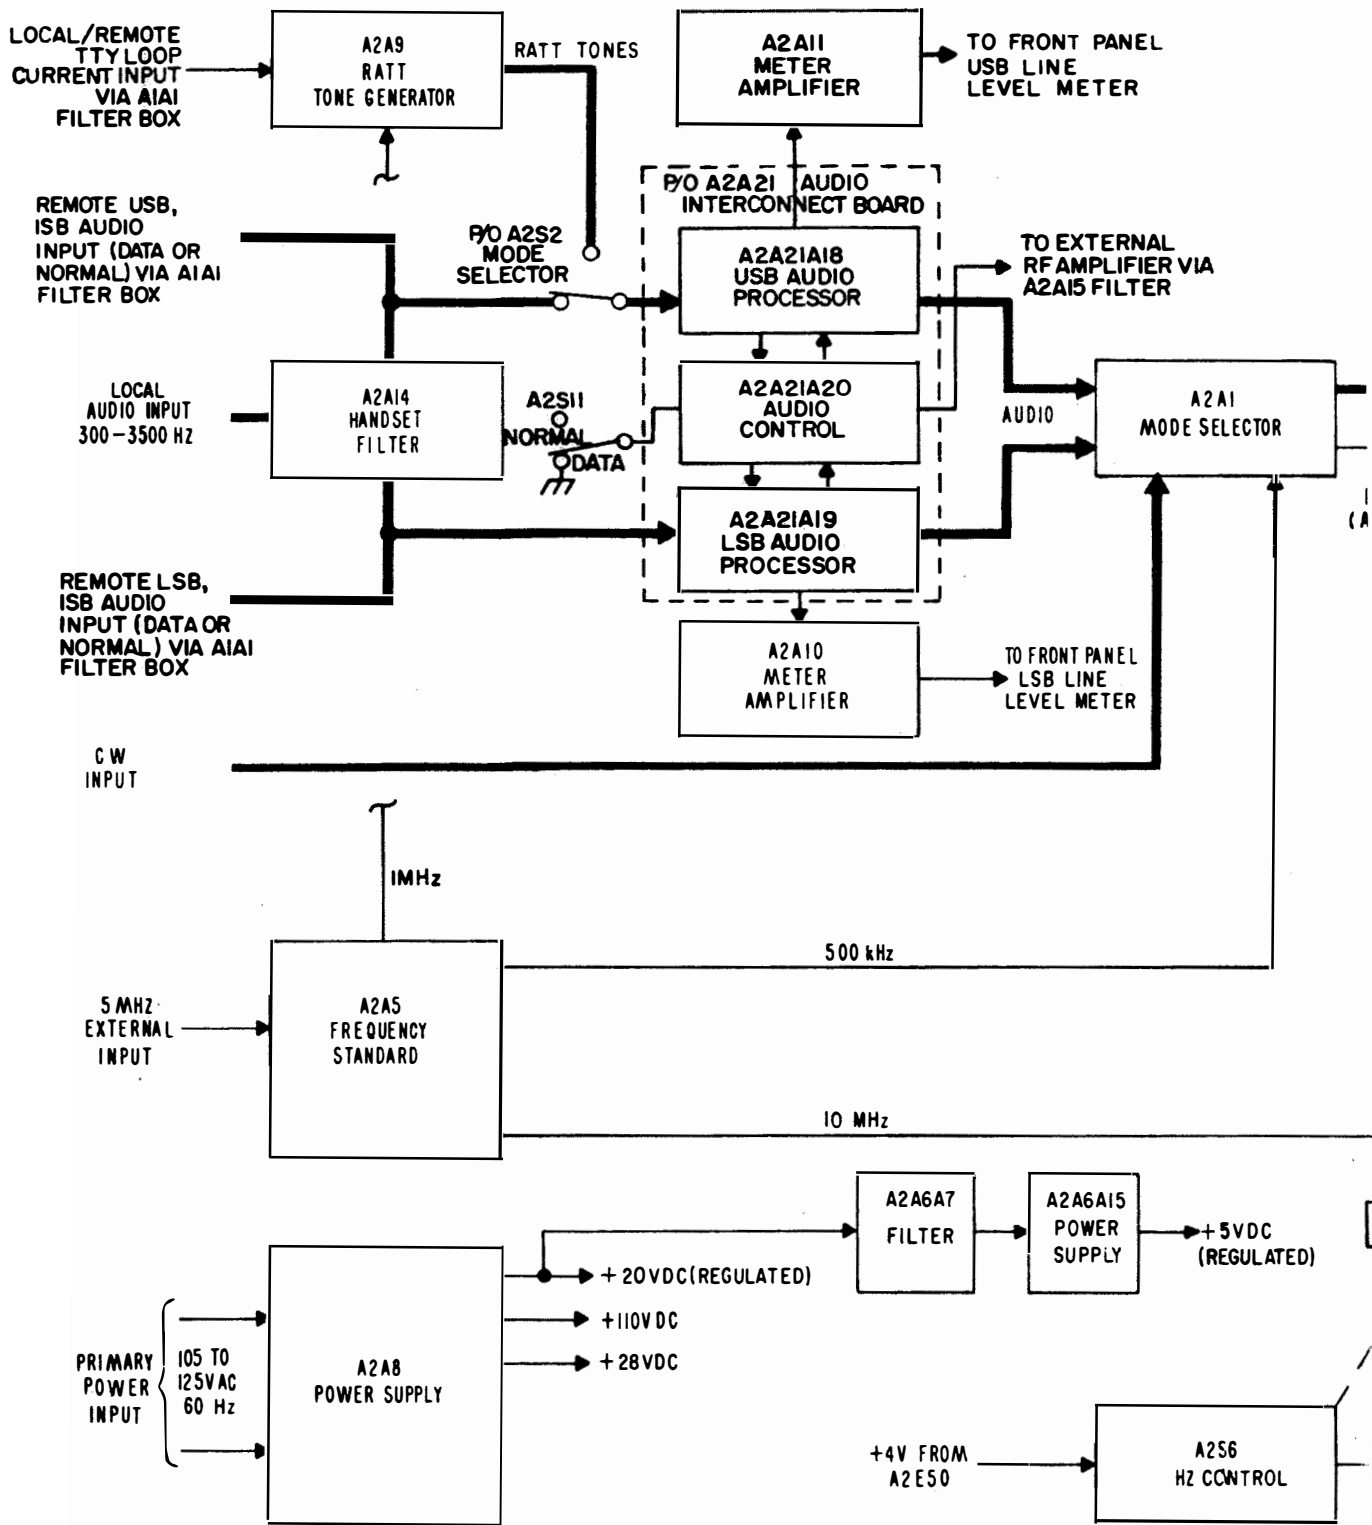 LOCAL/REMOTE
TTY LOOP
CURRENT INPUT
VIA A1A1
FILTER BOX
A2A9
RATT
TONE GENERATOR
RATT TONES
A2A11
METER
AMPLIFIER
TO FRONT PANEL
USB LINE
LEVEL METER
REMOTE USB,
ISB AUDIO
INPUT (DATA OR
NORMAL) VIA A1A1
FILTER BOX
P/O A2S2
MODE
SELECTOR
P/O A2A21 AUDIO
INTERCONNECT BOARD
A2A21A18
USB AUDIO
PROCESSOR
TO EXTERNAL
RF AMPLIFIER VIA
A2A15 FILTER
LOCAL
AUDIO INPUT
300-3500 HZ
A2A14
HANDSET
FILTER
A2S11
NORMAL
DATA
A2A21A20
AUDIO
CONTROL
AUDIO
A2A1
MODE SELECTOR
A2A21A19
LSB AUDIO
PROCESSOR
REMOTE LSB,
ISB AUDIO
INPUT (DATA OR
NORMAL) VIA A1A1
FILTER BOX
A2A10
METER
AMPLIFIER
TO FRONT PANEL
LSB LINE
LEVEL METER
CW
INPUT
1MHz
500 kHz
5 MHZ
EXTERNAL
INPUT
A2A5
FREQUENCY
STANDARD
10 MHz
A2A6A7
FILTER
A2A6A15
POWER
SUPPLY
+5VDC
(REGULATED)
+20VDC(REGULATED)
+110VDC
+28VDC
PRIMARY
POWER
INPUT
105 TO
125VAC
60 Hz
A2A8
POWER SUPPLY
+4V FROM
A2E50
A2S6
HZ CONTROL